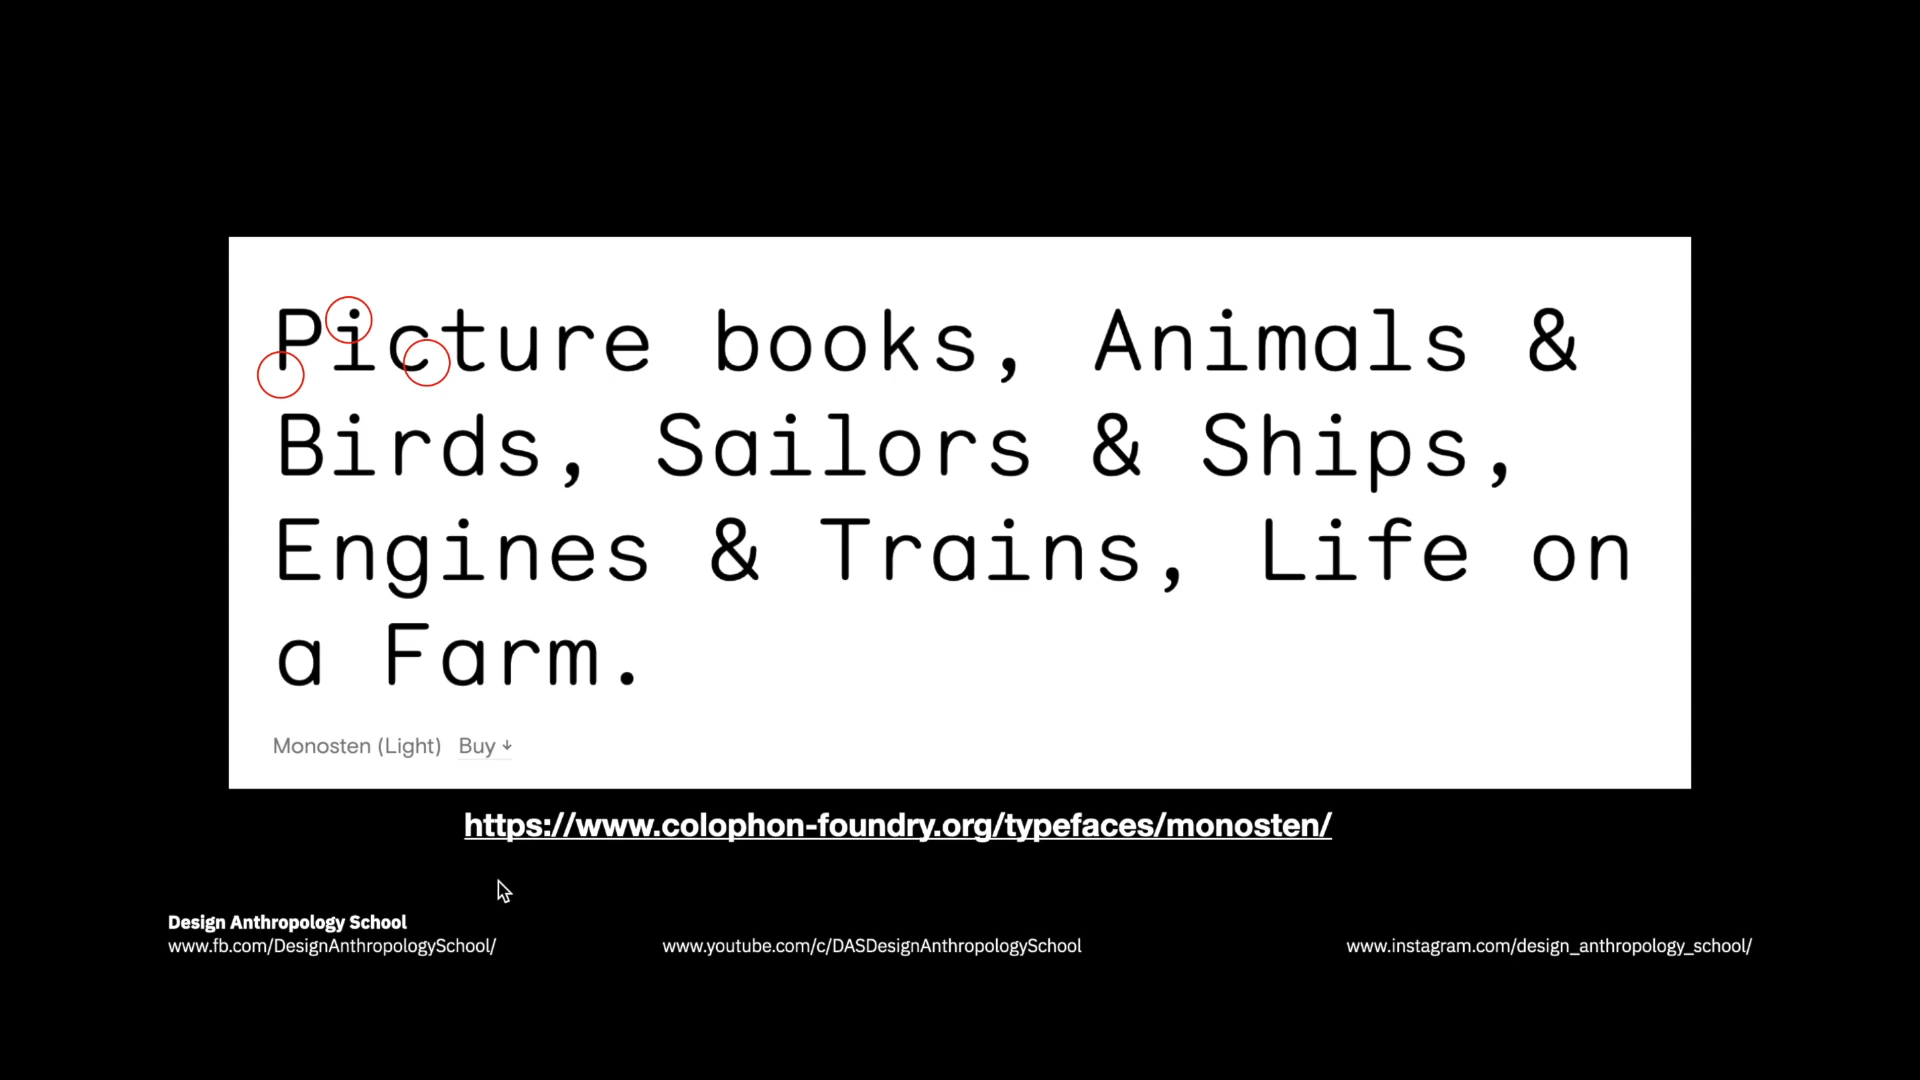 Picture books, Animals &
Birds, Sailors & Ships,
Engines & Trains, Life on
a Farm.
Monosten (Light) Buy ↓
https://www.colophon-foundry.org/typefaces/monosten/
Design Anthropology School
www.fb.com/DesignAnthropologySchool/
www.youtube.com/c/DASDesignAnthropologySchool
www.instagram.com/design_anthropology_school/